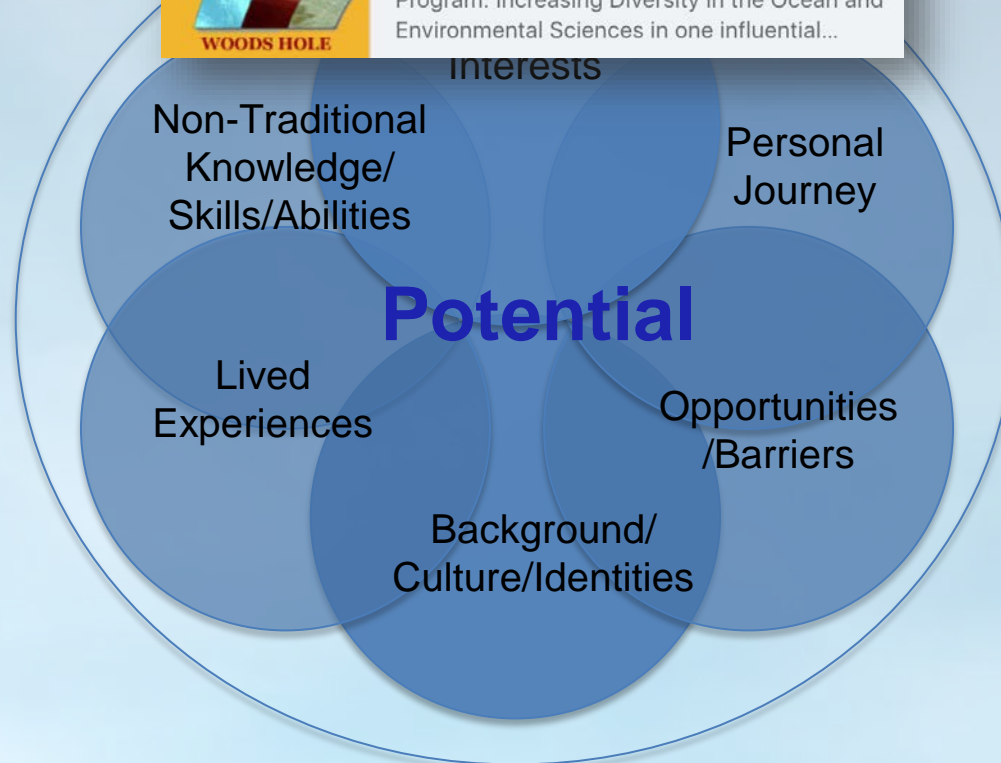 Program: Increasing Diversity in the Ocean and
Environmental Sciences in one influential...
WOODS HOLE
Interests
Non-Traditional
Knowledge/
Skills/Abilities
Personal
Journey
Potential
Lived
Experiences
Opportunities
/Barriers
Background/
Culture/Identities